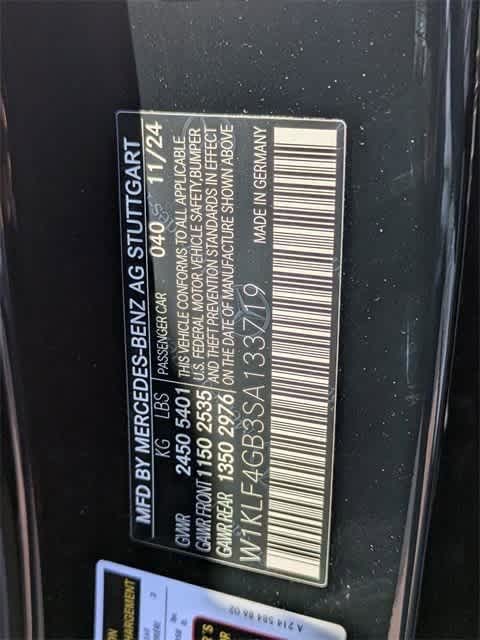 MFD BY MERCEDES-BENZ AG STUTTGART
KG LBS PASSENGER CAR 040 11/24
GVWR 2450 5401 THIS VEHICLE CONFORMS TO ALL APPLICABLE
GAWR FRONT 1150 2535 U.S. FEDERAL MOTOR VEHICLE SAFETY, BUMPER
GAWR REAR 1350 2976 AND THEFT PREVENTION STANDARDS IN EFFECT
ON THE DATE OF MANUFACTURE SHOWN ABOVE
W1KLF4GB3SA133719 MADE IN GERMANY
A 214 584 86 02